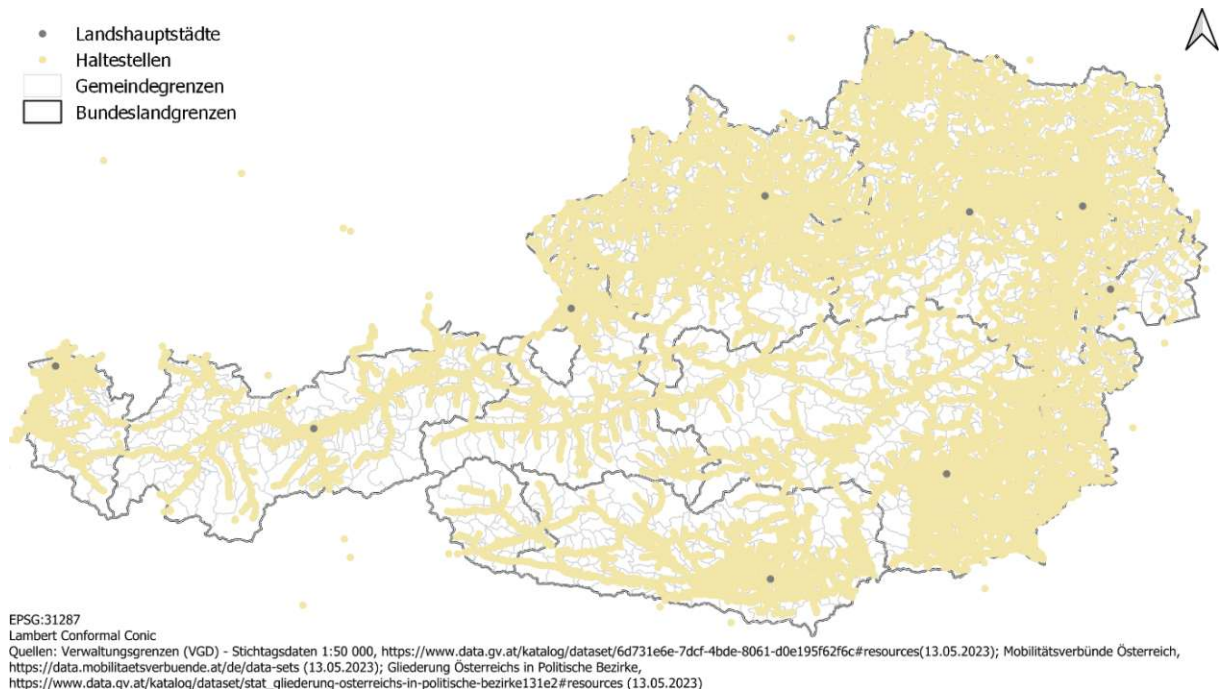 Landshauptstädte
Haltestellen
Gemeindegrenzen
Bundeslandgrenzen
EPSG:31287
Lambert Conformal Conic
Quellen: Verwaltungsgrenzen (VGD) - Stichtagsdaten 1:50 000, https://www.data.gv.at/katalog/dataset/6d731e6e-7dcf-4bde-8061-d0e195f62f6c#resources(13.05.2023); Mobilitätsverbünde Österreich,
https://data.mobilitaetsverbuende.at/de/data-sets (13.05.2023); Gliederung Österreichs in Politische Bezirke,
https://www.data.gv.at/katalog/dataset/stat_gliederung-osterreichs-in-politische-bezirke131e2#resources (13.05.2023)